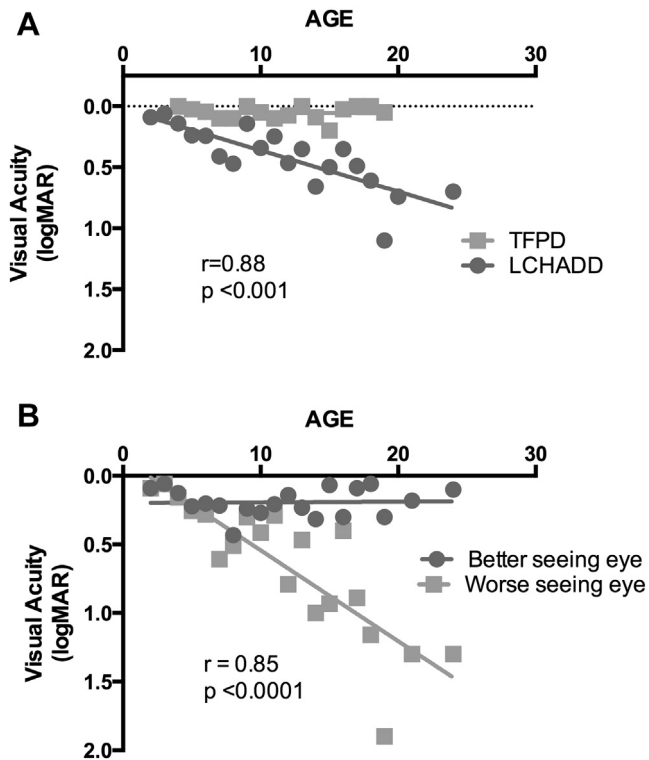 A
AGE
0 10 20 30
0.0
0.5
1.0
1.5
2.0
Visual Acuity
(logMAR)
TFPD
LCHADD
r=0.88
p <0.001
B
AGE
0 10 20 30
0.0
0.5
1.0
1.5
2.0
Visual Acuity
(logMAR)
Better seeing eye
Worse seeing eye
r = 0.85
p <0.0001